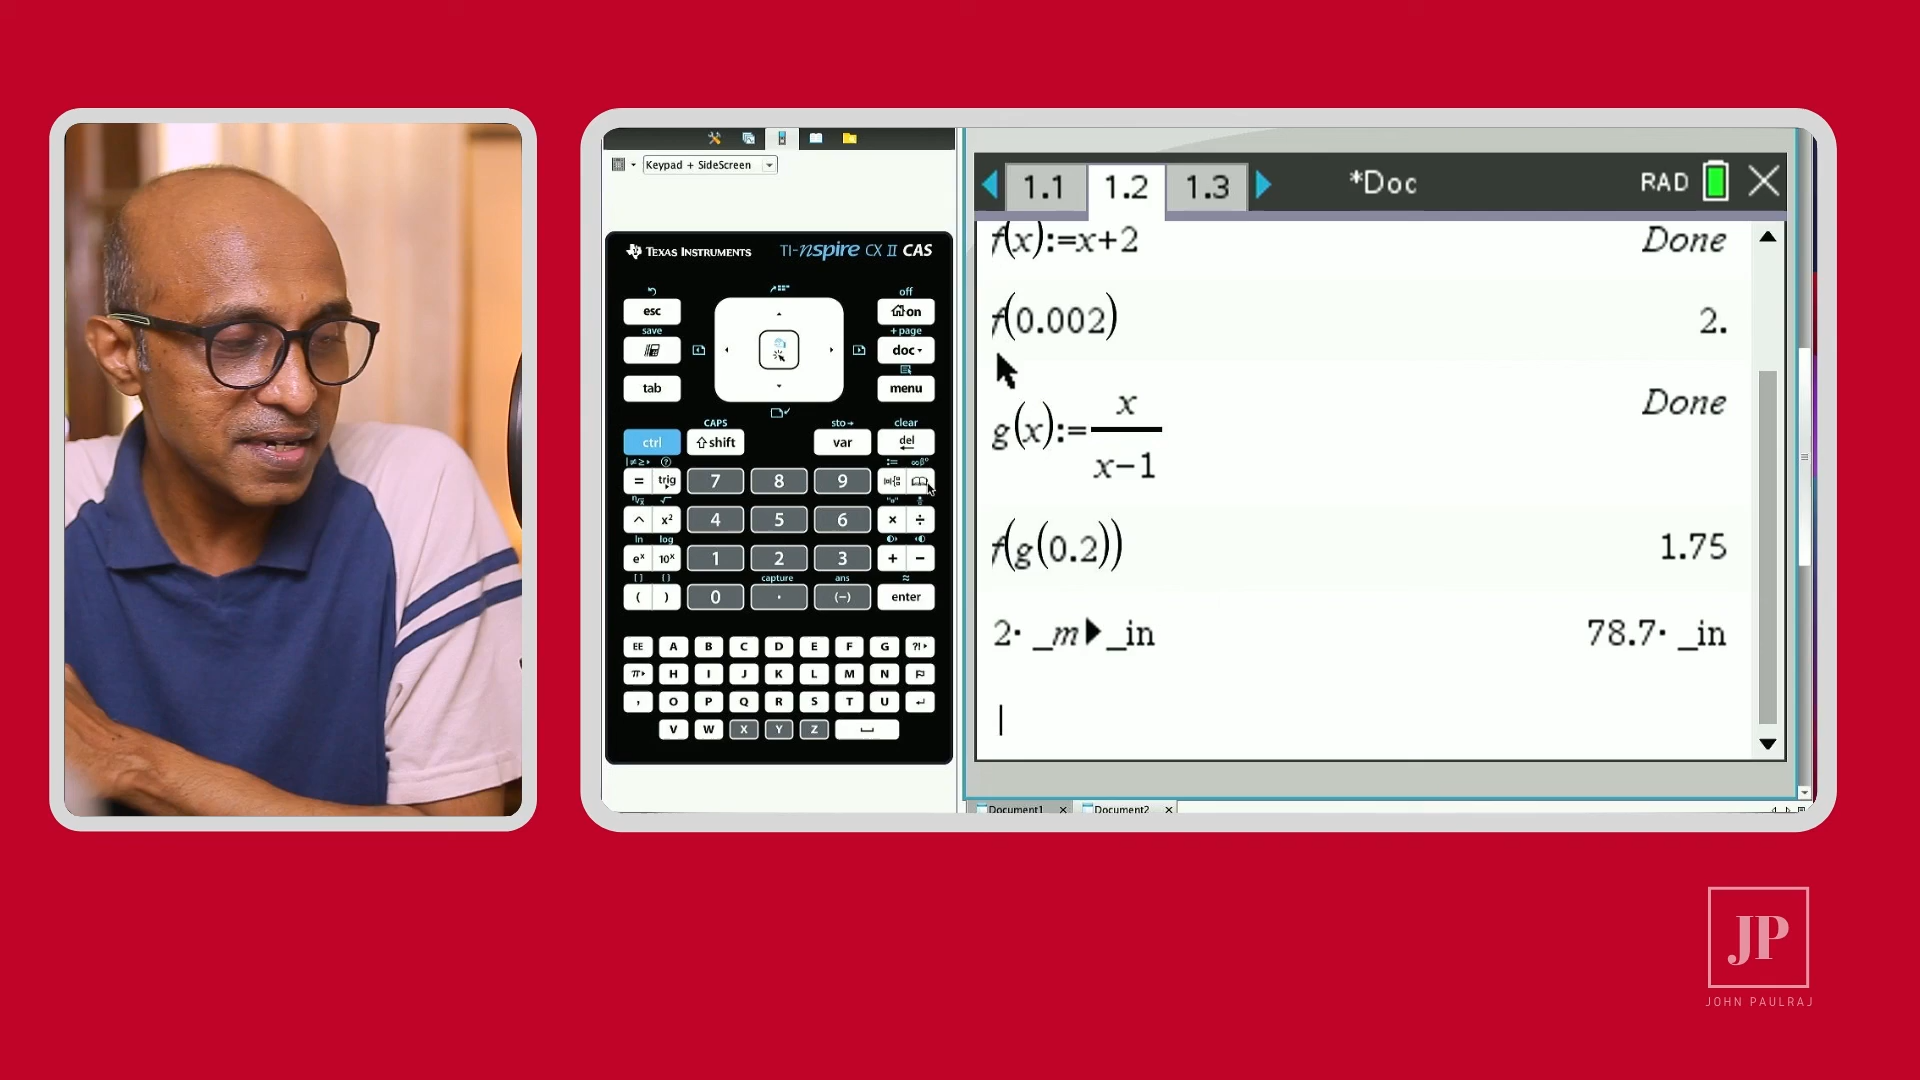 Keypad + SideScreen
TEXAS INSTRUMENTS TI-nspire CX II CAS
off
esc
on
save
+page
doc
tab
menu
CAPS
sto→
clear
ctrl
⇧shift
var
del
= trig 7 8 9
^ x² 4 5 6 × ÷
ln log
eˣ 10ˣ 1 2 3 + −
[ ] ( ) capture ans ≈
( ) 0 . (−) enter
EE A B C D E F G ?!▸
π▸ H I J K L M N
, O P Q R S T U
V W X Y Z
1.1 1.2 1.3 *Doc RAD
f(x):=x+2 Done
f(0.002) 2.
g(x):=x/(x−1) Done
f(g(0.2)) 1.75
2·_m▶_in 78.7·_in
Document1 Document2
JP
JOHN PAULRAJ